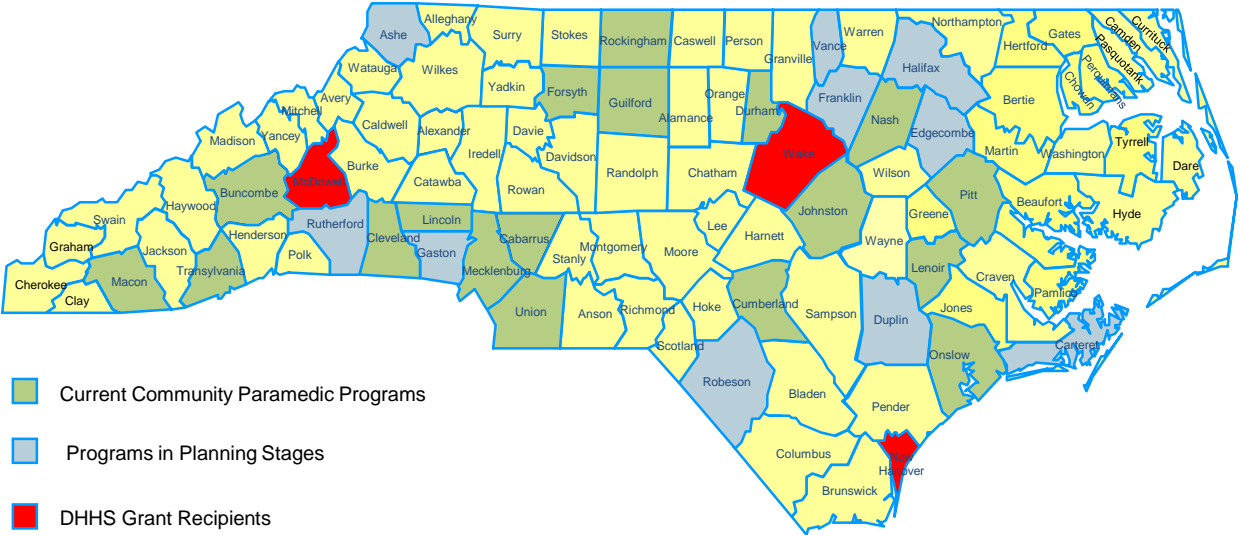 Alleghany
Northampton
Currituck
Camden
Ashe
Surry
Stokes
Rockingham
Caswell
Person
Vance
Warren
Gates
Hertford
Pasquotank
Granville
Halifax
Perquimans
Chowan
Watauga
Wilkes
Yadkin
Forsyth
Guilford
Orange
Durham
Franklin
Nash
Bertie
Avery
Mitchell
Alamance
Edgecombe
Caldwell
Alexander
Davie
Yancey
Madison
Iredell
Davidson
Wake
Martin
Washington
Tyrrell
Dare
Burke
McDowell
Catawba
Rowan
Randolph
Chatham
Wilson
Buncombe
Haywood
Swain
Rutherford
Lincoln
Johnston
Greene
Pitt
Beaufort
Hyde
Henderson
Cleveland
Cabarrus
Lee
Harnett
Wayne
Graham
Jackson
Polk
Gaston
Montgomery
Stanly
Moore
Transylvania
Mecklenburg
Lenoir
Craven
Cherokee
Macon
Clay
Pamlico
Union
Anson
Richmond
Hoke
Cumberland
Sampson
Duplin
Jones
Scotland
Onslow
Carteret
Robeson
Bladen
Pender
Current Community Paramedic Programs
Programs in Planning Stages
Columbus
New
Hanover
Brunswick
DHHS Grant Recipients